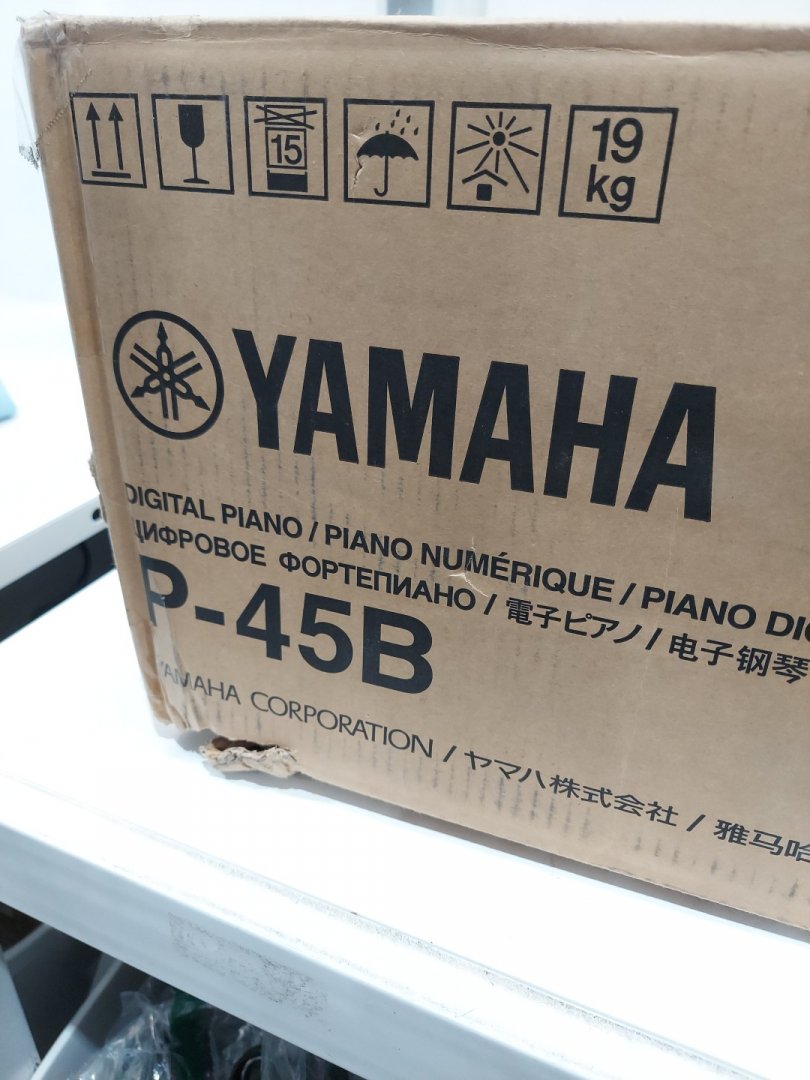 15
19
kg
YAMAHA
DIGITAL PIANO / PIANO NUMÉRIQUE / PIANO DIG
ЦИФРОВОЕ ФОРТЕПИАНО / 電子ピアノ / 电子钢琴
P-45B
YAMAHA CORPORATION / ヤマハ株式会社 / 雅马哈